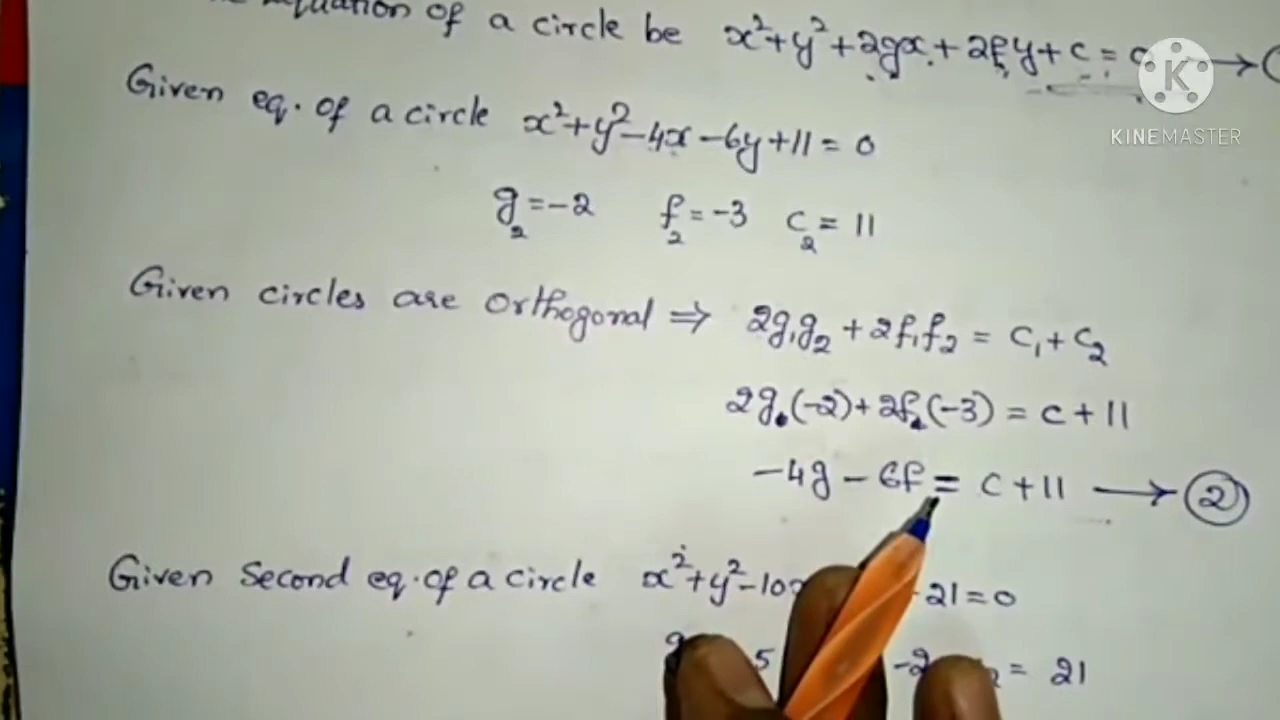 equation of a circle be x²+y²+2gx+2fy+c=0 →
KINEMASTER
Given eq. of a circle x²+y²-4x-6y+11=0
g₂=-2 f₂=-3 c₂=11
Given circles are orthogonal ⇒ 2g₁g₂+2f₁f₂=c₁+c₂
2g(-2)+2f(-3)=c+11
-4g-6f=c+11 → ②
Given Second eq. of a circle x²+y²-10 21=0
5 -2 = 21